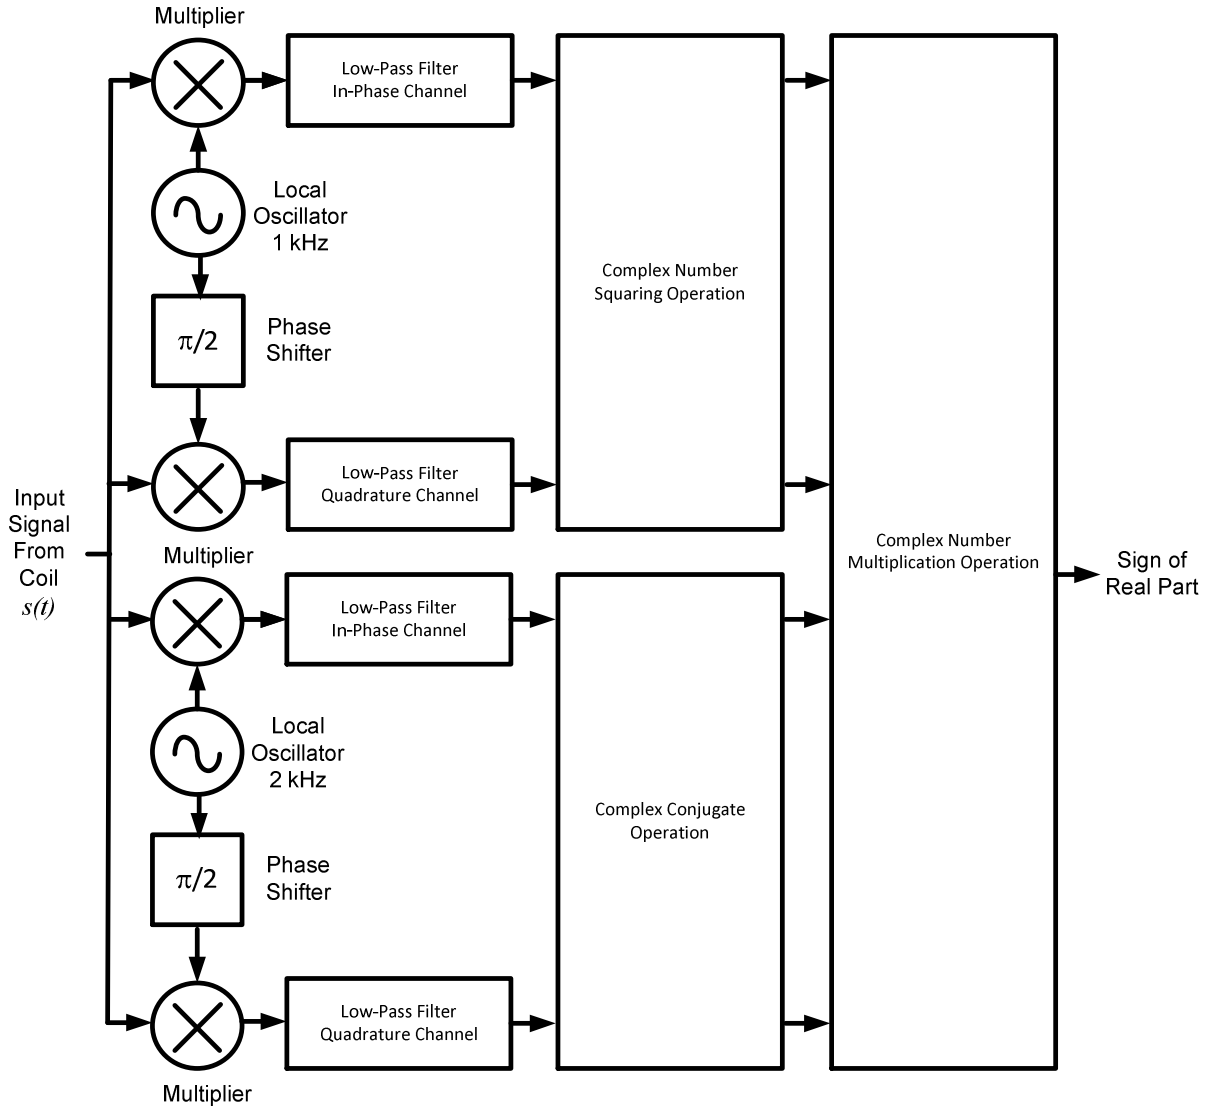 Multiplier
Low-Pass Filter
In-Phase Channel
Local
Oscillator
1 kHz
Complex Number
Squaring Operation
π/2
Phase
Shifter
Low-Pass Filter
Quadrature Channel
Input
Signal
From
Coil
s(t)
Multiplier
Complex Number
Multiplication Operation
Sign of
Real Part
Low-Pass Filter
In-Phase Channel
Local
Oscillator
2 kHz
Complex Conjugate
Operation
π/2
Phase
Shifter
Low-Pass Filter
Quadrature Channel
Multiplier